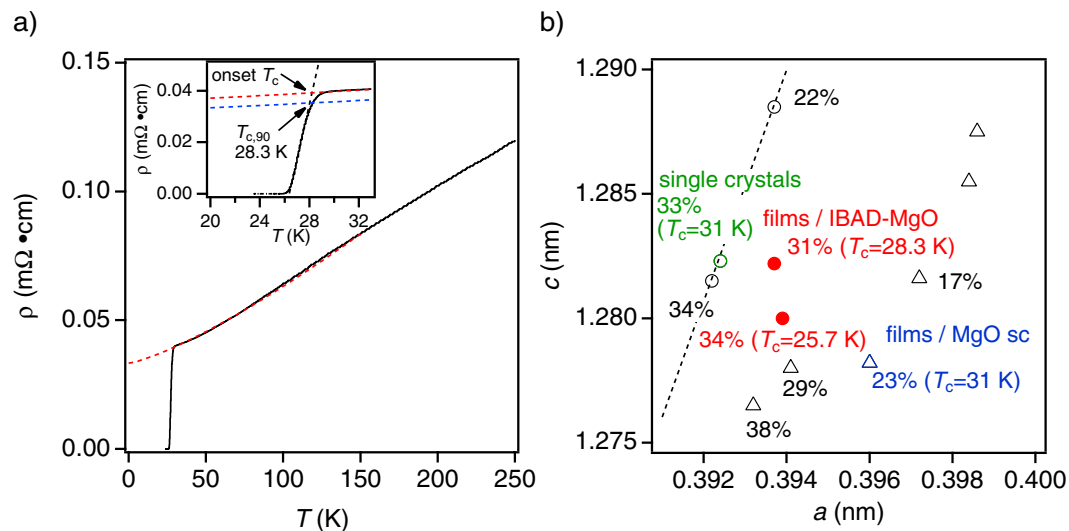 a)
0.15
0.10
0.05
0.00
ρ (mΩ •cm)
0 50 100 150 200 250
T (K)
onset Tc
0.04
0.02
0.00
ρ (mΩ •cm)
Tc,90
28.3 K
20 24 28 32
T (K)
b)
1.290
1.285
1.280
1.275
c (nm)
22%
single crystals
33%
(Tc=31 K)
films / IBAD-MgO
31% (Tc=28.3 K)
17%
34%
34% (Tc=25.7 K)
films / MgO sc
23% (Tc=31 K)
29%
38%
0.392 0.394 0.396 0.398 0.400
a (nm)